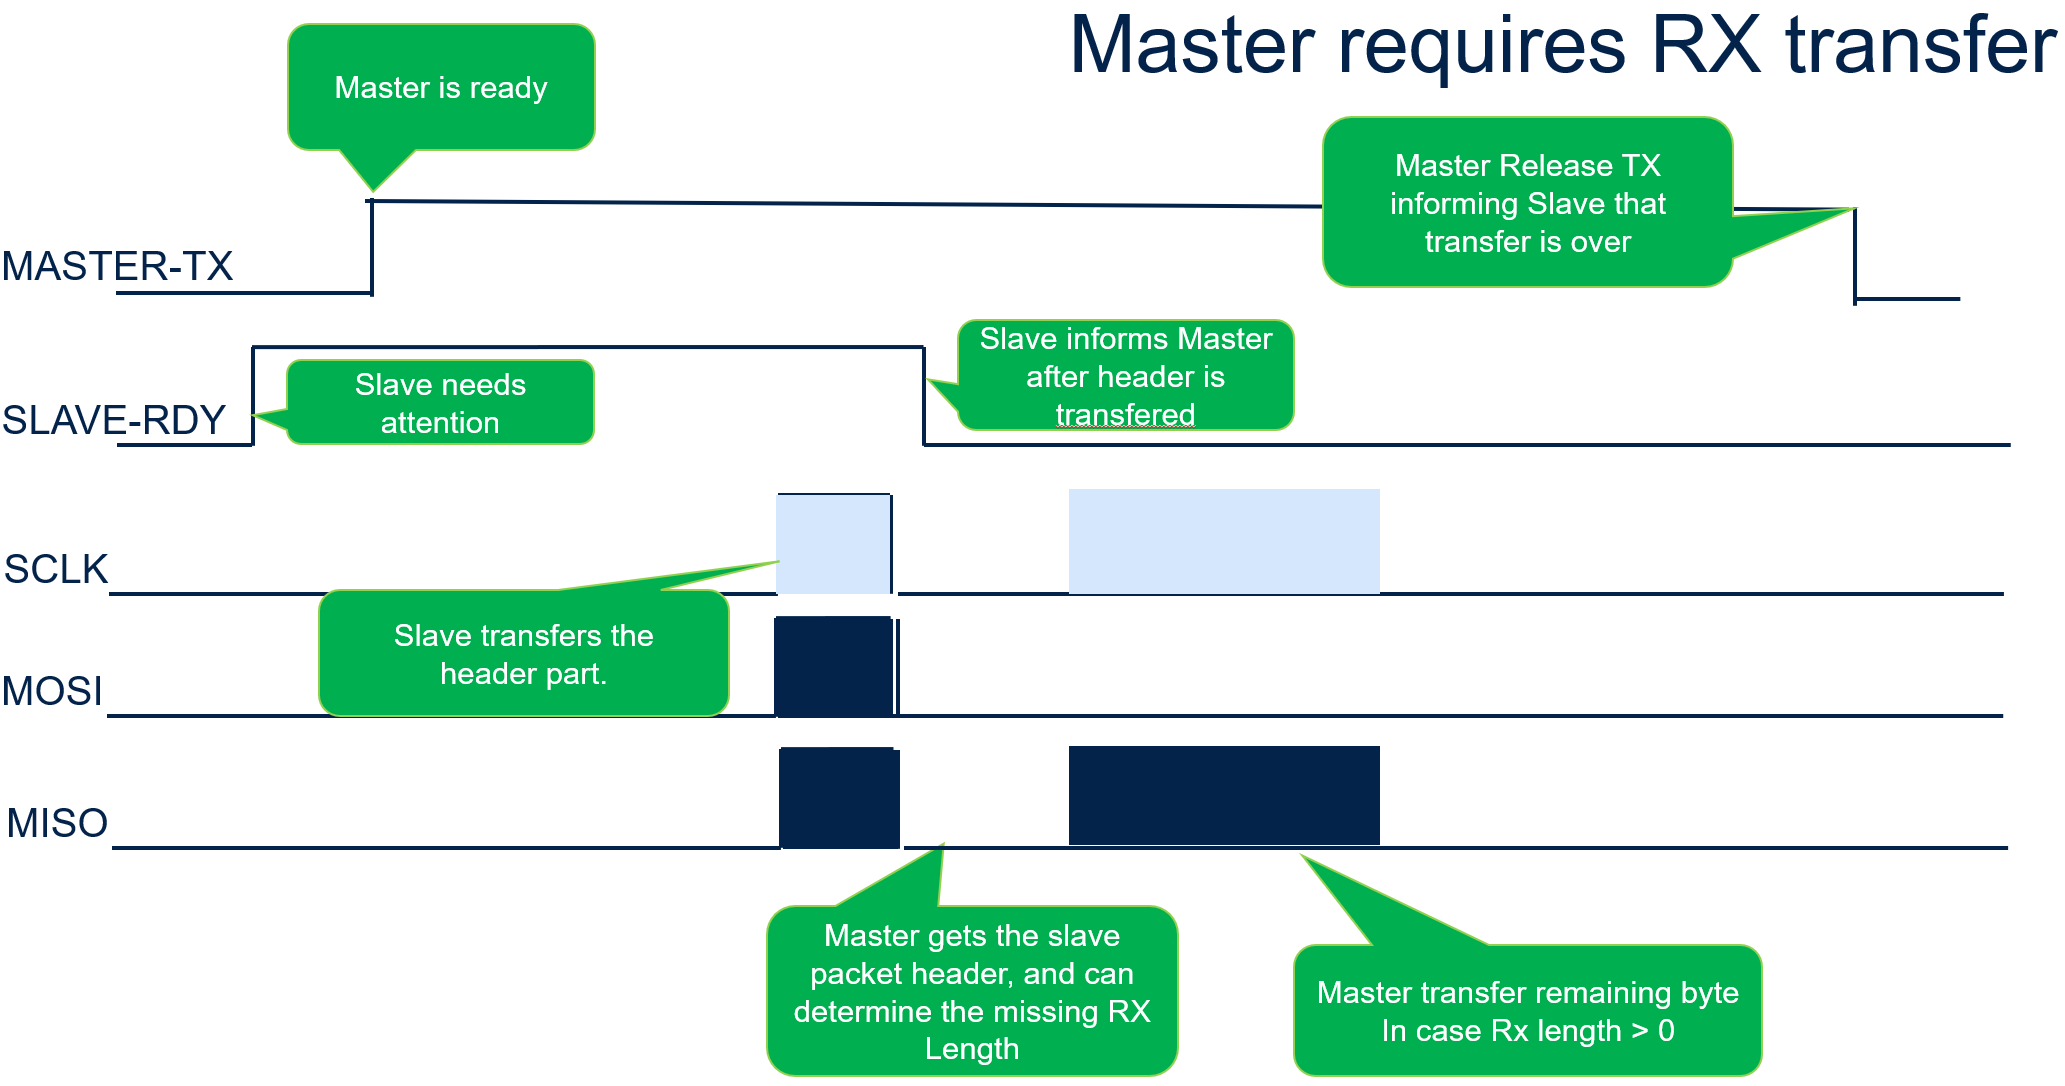 Master requires RX transfer
Master is ready
Master Release TX
informing Slave that
transfer is over
MASTER-TX
Slave informs Master
after header is
transfered
Slave needs
attention
SLAVE-RDY
SCLK
Slave transfers the
header part.
MOSI
MISO
Master gets the slave
packet header, and can
determine the missing RX
Length
Master transfer remaining byte
In case Rx length > 0